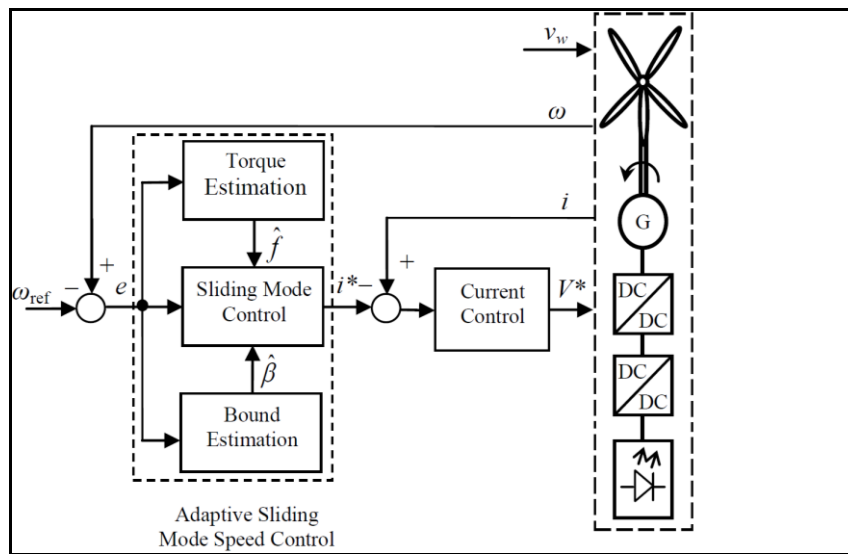 v_w
ω
Torque
Estimation
i
G
f̂
+
−
ω_ref
e
Sliding Mode
Control
i*
−
+
Current
Control
V*
DC
DC
β̂
DC
DC
Bound
Estimation
Adaptive Sliding
Mode Speed Control